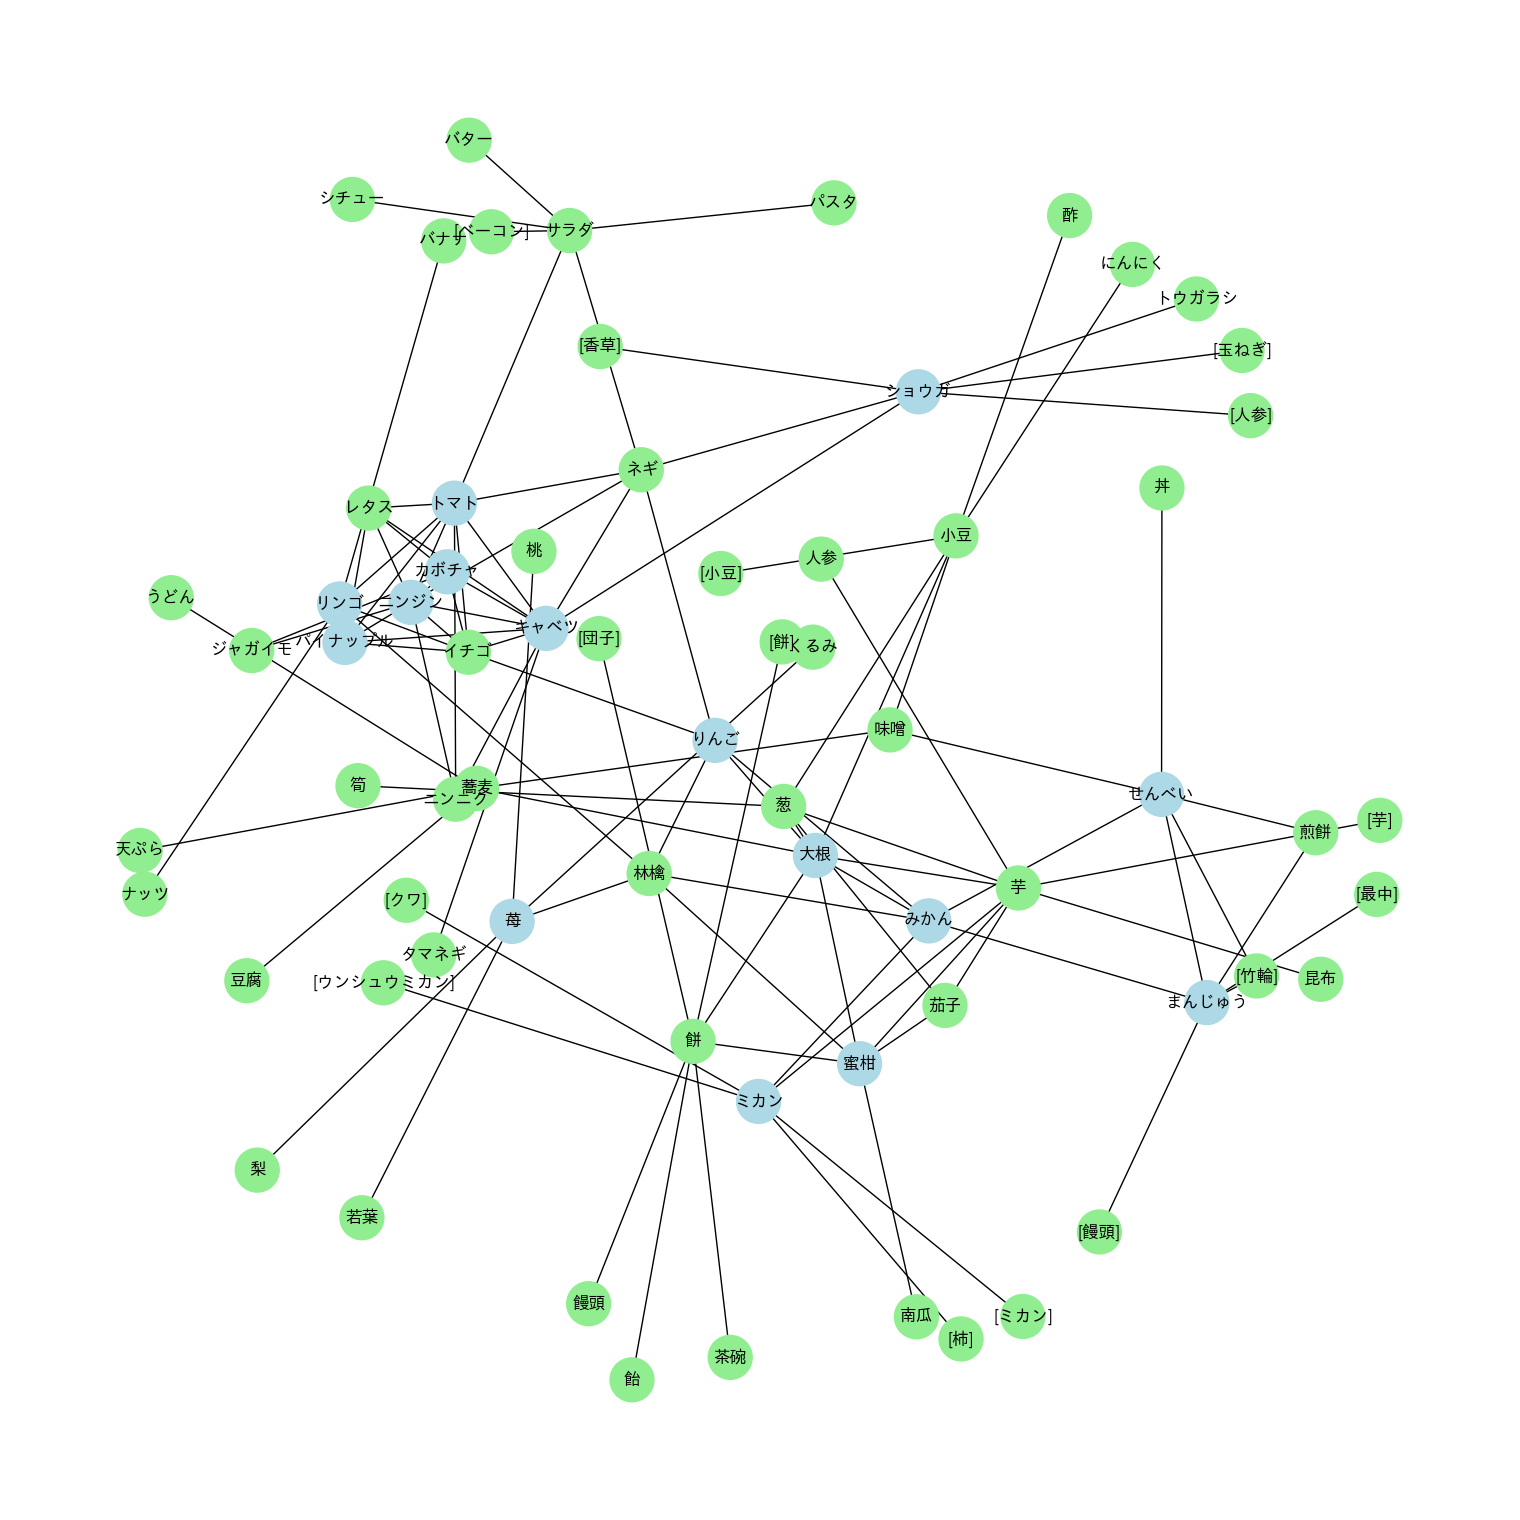 バター
シチュー
パスタ
酢
バナナ
[ベーコン]
サラダ
にんにく
トウガラシ
[香草]
[玉ねぎ]
ショウガ
[人参]
ネギ
丼
レタス
トマト
小豆
桃
人参
カボチャ
[小豆]
うどん
リンゴ
ニンジン
キャベツ
[団子]
ジャガイモ
パイナップル
イチゴ
[餅]
くるみ
味噌
りんご
筍
蕎麦
ニンニク
葱
せんべい
[芋]
煎餅
天ぷら
大根
ナッツ
林檎
芋
[最中]
[クワ]
苺
みかん
タマネギ
豆腐
[ウンシュウミカン]
[竹輪]
昆布
まんじゅう
茄子
餅
蜜柑
ミカン
梨
若葉
[饅頭]
饅頭
南瓜
[ミカン]
[柿]
茶碗
飴